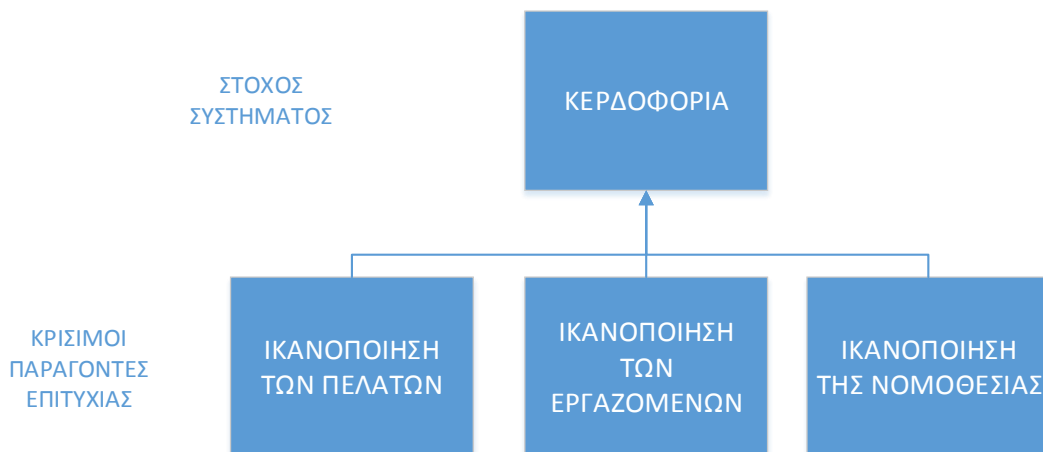 ΣΤΟΧΟΣ
ΣΥΣΤΗΜΑΤΟΣ
ΚΕΡΔΟΦΟΡΙΑ
ΚΡΙΣΙΜΟΙ
ΠΑΡΑΓΟΝΤΕΣ
ΕΠΙΤΥΧΙΑΣ
ΙΚΑΝΟΠΟΙΗΣΗ
ΤΩΝ ΠΕΛΑΤΩΝ
ΙΚΑΝΟΠΟΙΗΣΗ
ΤΩΝ
ΕΡΓΑΖΟΜΕΝΩΝ
ΙΚΑΝΟΠΟΙΗΣΗ
ΤΗΣ ΝΟΜΟΘΕΣΙΑΣ